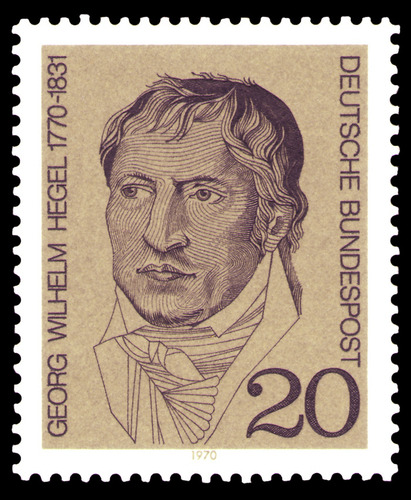 GEORG WILHELM HEGEL 1770-1831
DEUTSCHE BUNDESPOST
20
1970